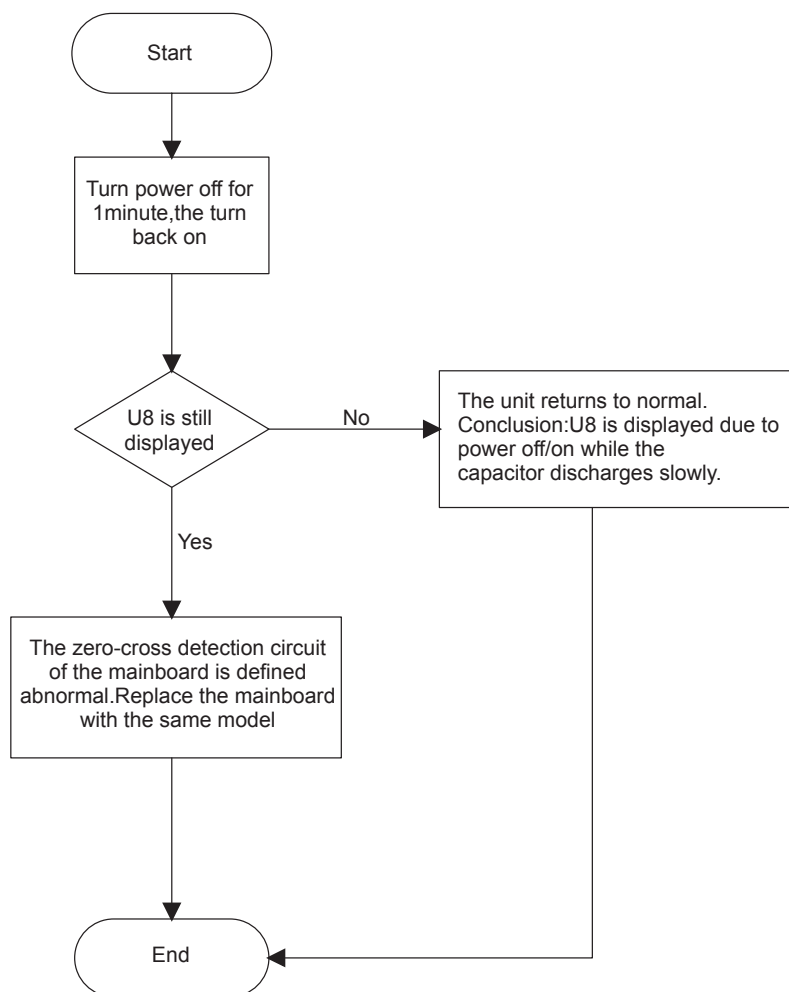 Start
Turn power off for
1minute,the turn
back on
U8 is still
displayed
No
The unit returns to normal.
Conclusion:U8 is displayed due to
power off/on while the
capacitor discharges slowly.
Yes
The zero-cross detection circuit
of the mainboard is defined
abnormal.Replace the mainboard
with the same model
End